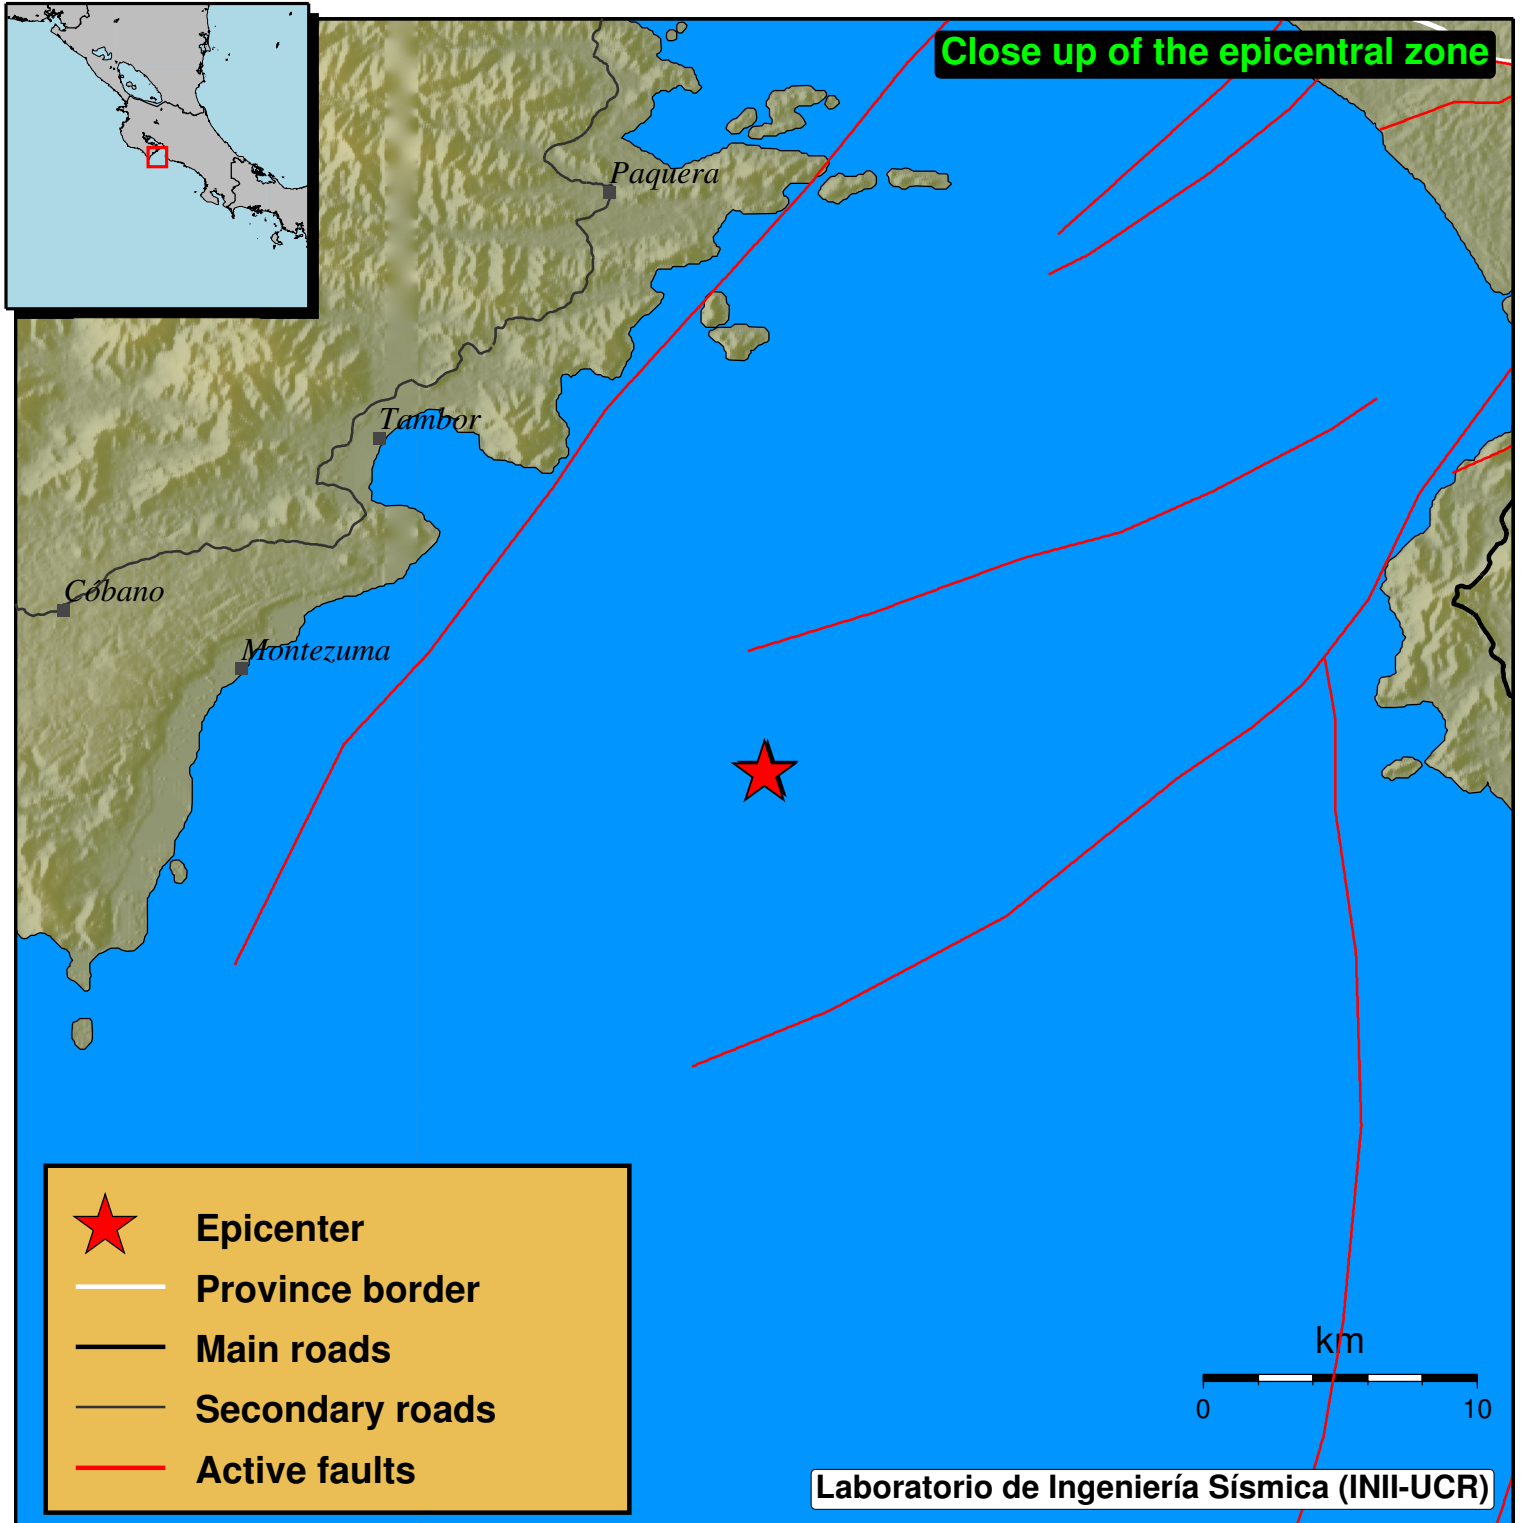 Close up of the epicentral zone
Paquera
Tambor
Cóbano
Montezuma
Epicenter
Province border
Main roads
Secondary roads
Active faults
km
0 10
Laboratorio de Ingeniería Sísmica (INII-UCR)